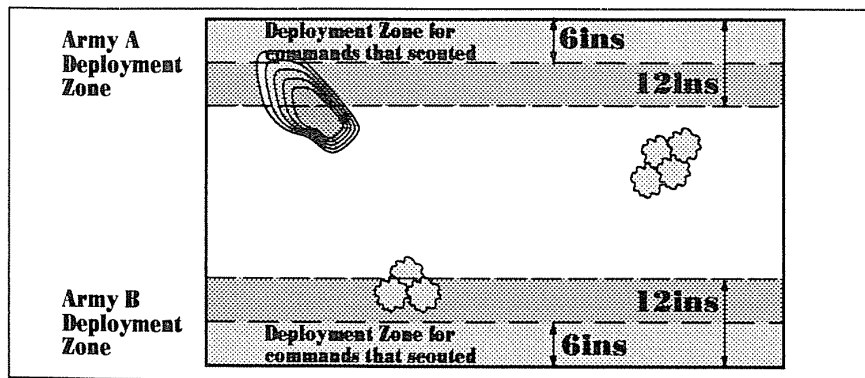 Army A
Deployment
Zone
Deployment Zone for
commands that scouted
6ins
12ins
Army B
Deployment
Zone
12ins
Deployment Zone for
commands that scouted
6ins